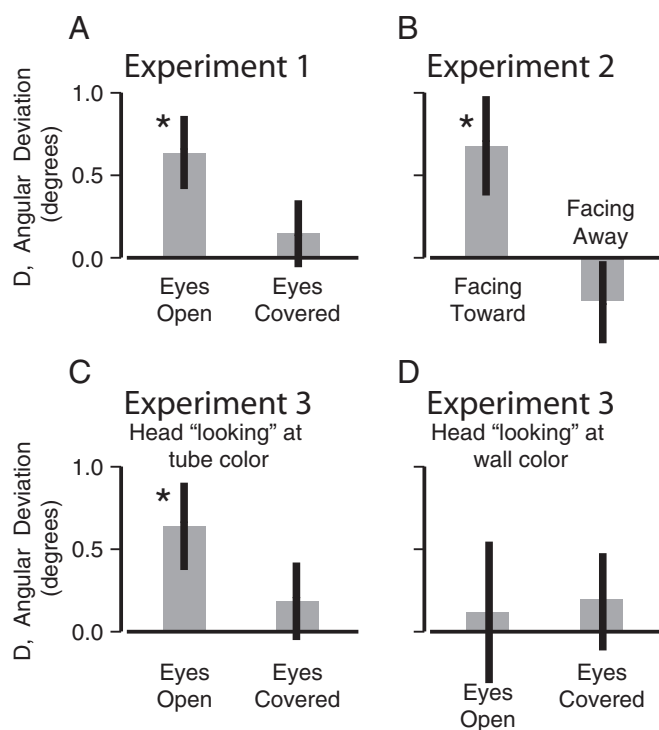 A
Experiment 1
D, Angular Deviation
(degrees)
1.0
0.5
0.0
*
Eyes
Open
Eyes
Covered
B
Experiment 2
*
Facing
Toward
Facing
Away
C
Experiment 3
Head “looking” at
tube color
D, Angular Deviation
(degrees)
1.0
0.5
0.0
*
Eyes
Open
Eyes
Covered
D
Experiment 3
Head “looking” at
wall color
Eyes
Open
Eyes
Covered